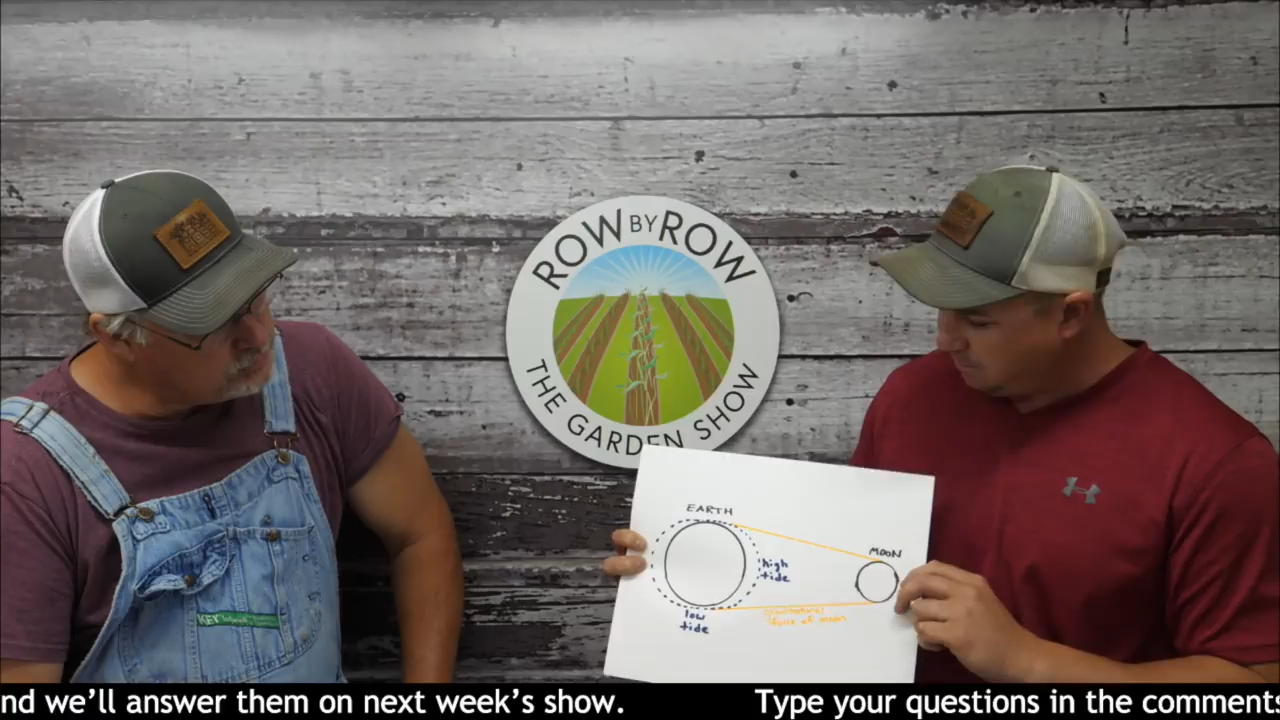 ROW BY ROW
THE GARDEN SHOW
KEY
EARTH
MOON
high
tide
low
tide
gravitational
force of moon
nd we'll answer them on next week's show. Type your questions in the comments